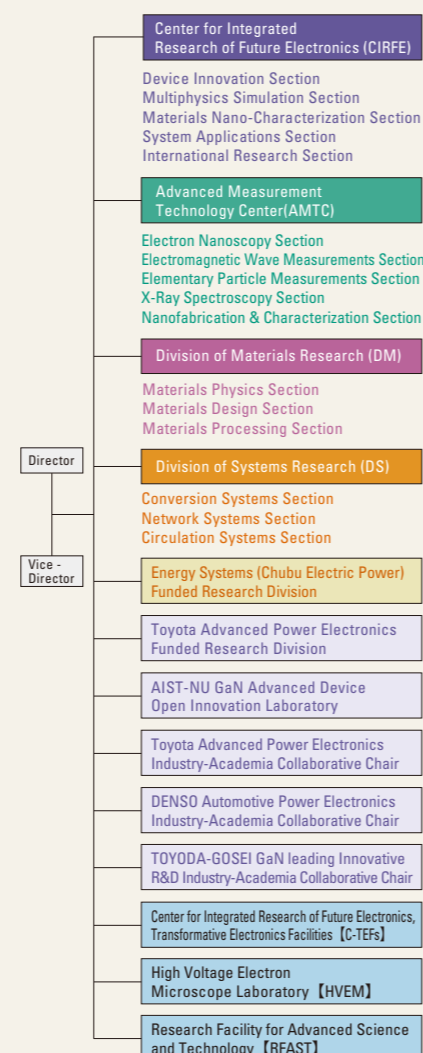 Center for Integrated
Research of Future Electronics (CIRFE)
Device Innovation Section
Multiphysics Simulation Section
Materials Nano-Characterization Section
System Applications Section
International Research Section
Advanced Measurement
Technology Center(AMTC)
Electron Nanoscopy Section
Electromagnetic Wave Measurements Section
Elementary Particle Measurements Section
X-Ray Spectroscopy Section
Nanofabrication & Characterization Section
Division of Materials Research (DM)
Materials Physics Section
Materials Design Section
Materials Processing Section
Director
Vice -
Director
Division of Systems Research (DS)
Conversion Systems Section
Network Systems Section
Circulation Systems Section
Energy Systems (Chubu Electric Power)
Funded Research Division
Toyota Advanced Power Electronics
Funded Research Division
AIST-NU GaN Advanced Device
Open Innovation Laboratory
Toyota Advanced Power Electronics
Industry-Academia Collaborative Chair
DENSO Automotive Power Electronics
Industry-Academia Collaborative Chair
TOYODA-GOSEI GaN leading Innovative
R&D Industry-Academia Collaborative Chair
Center for Integrated Research of Future Electronics,
Transformative Electronics Facilities【C-TEFs】
High Voltage Electron
Microscope Laboratory【HVEM】
Research Facility for Advanced Science
and Technology【RFAST】